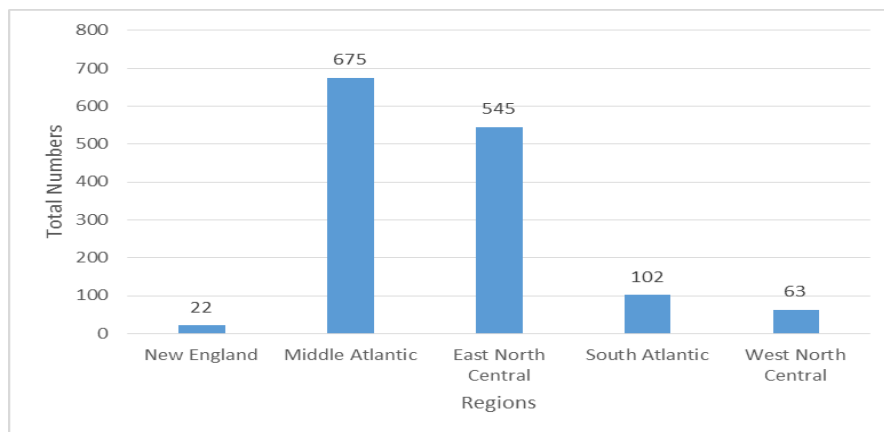 800
700
600
500
400
300
200
100
0
Total Numbers
22
675
545
102
63
New England
Middle Atlantic
East North
Central
South Atlantic
West North
Central
Regions